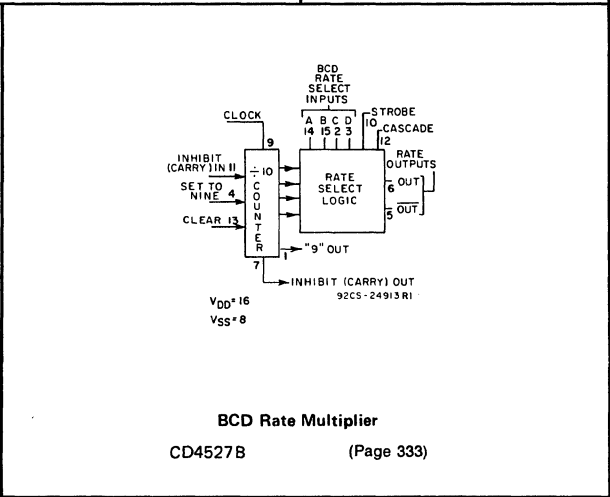 BCD
RATE
SELECT
INPUTS
A B C D
14 15 2 3
STROBE
10
CASCADE
12
CLOCK
9
INHIBIT
(CARRY) IN 11
SET TO
NINE 4
CLEAR 13
÷10
COUNTER
RATE
SELECT
LOGIC
RATE
OUTPUTS
6 OUT
5 OUT
1 "9" OUT
7
INHIBIT (CARRY) OUT
92CS-24913R1
VDD=16
VSS=8
BCD Rate Multiplier
CD4527B (Page 333)